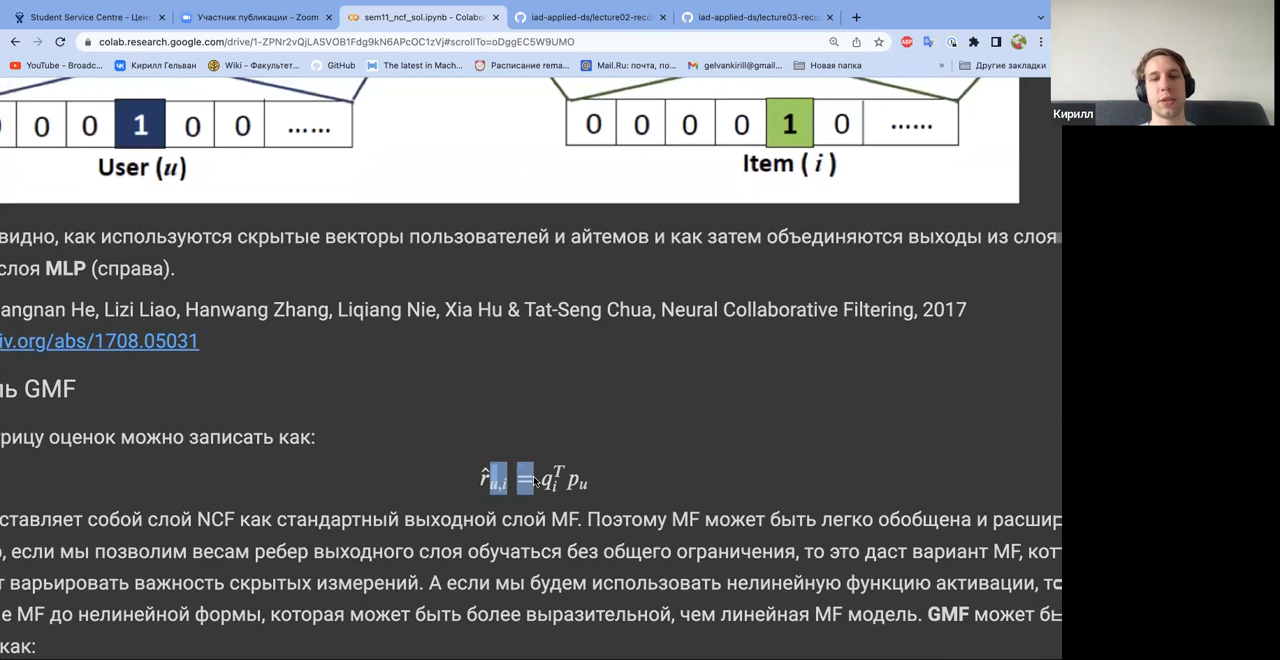 Student Service Centre - Цен
Участник публикации - Zoom
sem11_ncf_sol.ipynb - Colabo
iad-applied-ds/lecture02-reco
iad-applied-ds/lecture03-reco
colab.research.google.com/drive/1-ZPNr2vQjLASVOB1Fdg9kN6APcOC1zVj#scrollTo=oDggEC5W9UMO
YouTube - Broadc...
Кирилл Гельван
Wiki - Факультет...
GitHub
The latest in Mach...
Расписание rema...
Mail.Ru: почта, по...
gelvankirill@gmail...
Новая папка
»
Другие закладки
Кирилл
0 0 1 0 0 ......
0 0 0 0 1 0 ......
User (u)
Item ( i )
видно, как используются скрытые векторы пользователей и айтемов и как затем объединяются выходы из слоя
слоя MLP (справа).
angnan He, Lizi Liao, Hanwang Zhang, Liqiang Nie, Xia Hu & Tat-Seng Chua, Neural Collaborative Filtering, 2017
iv.org/abs/1708.05031
ль GMF
рицу оценок можно записать как:
r̂u,i = qiT pu
ставляет собой слой NCF как стандартный выходной слой MF. Поэтому MF может быть легко обобщена и расшир
, если мы позволим весам ребер выходного слоя обучаться без общего ограничения, то это даст вариант MF, кот
т варьировать важность скрытых измерений. А если мы будем использовать нелинейную функцию активации, то
е MF до нелинейной формы, которая может быть более выразительной, чем линейная MF модель. GMF может бы
как: